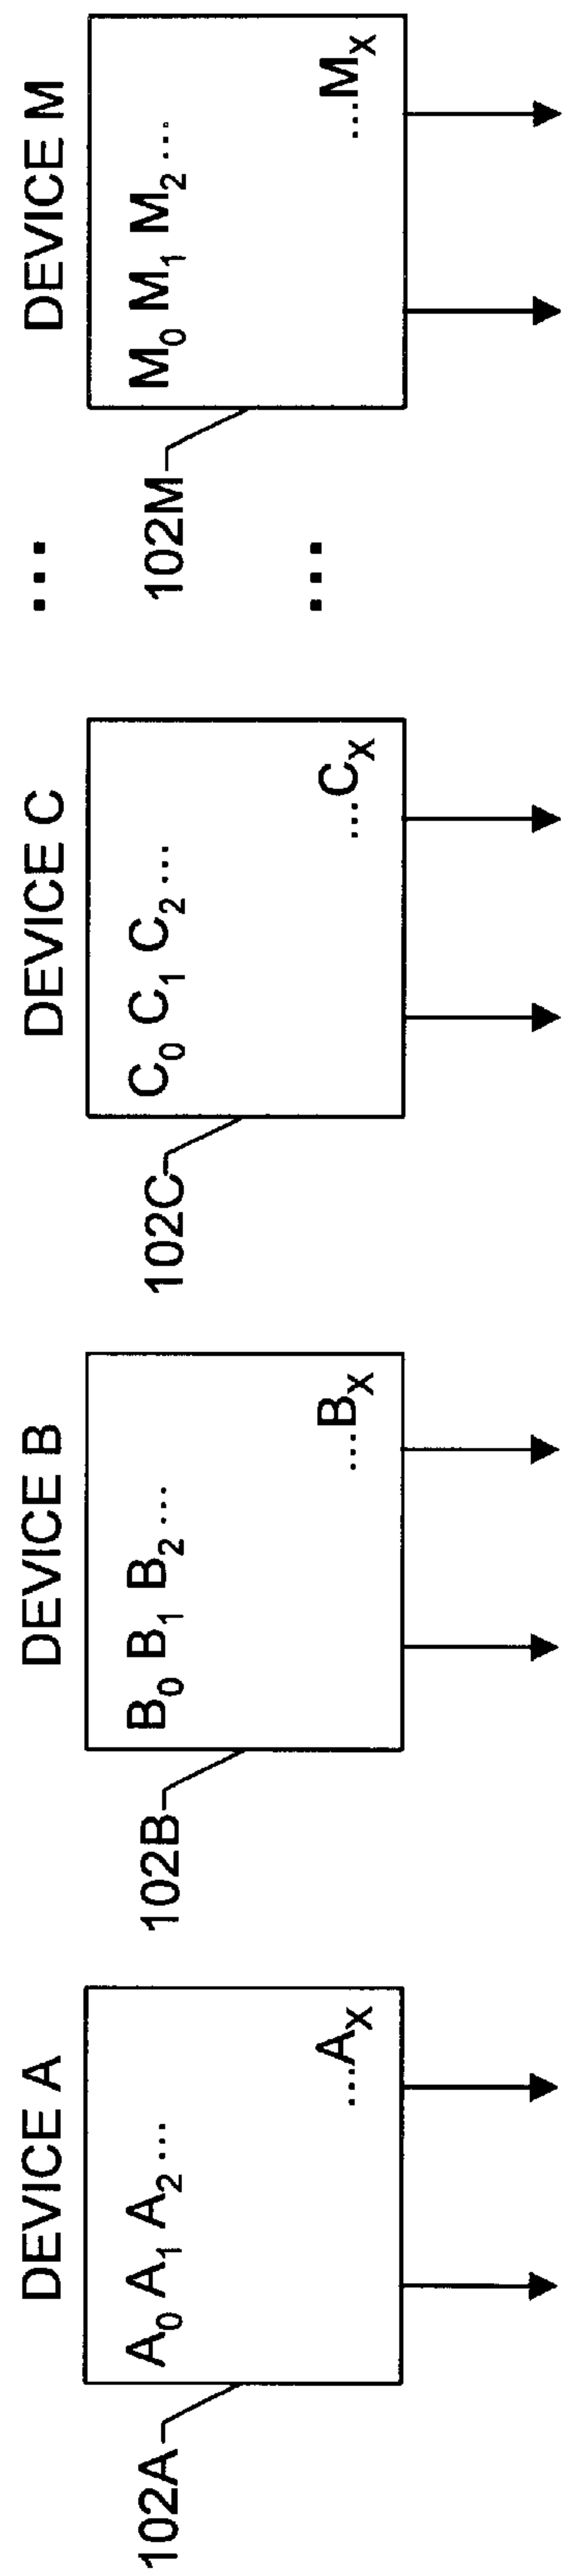 DEVICE A
A₀ A₁ A₂ ...
...Aₓ
102A
DEVICE B
B₀ B₁ B₂ ...
...Bₓ
102B
DEVICE C
C₀ C₁ C₂ ...
...Cₓ
102C
...
...
DEVICE M
M₀ M₁ M₂ ...
...Mₓ
102M